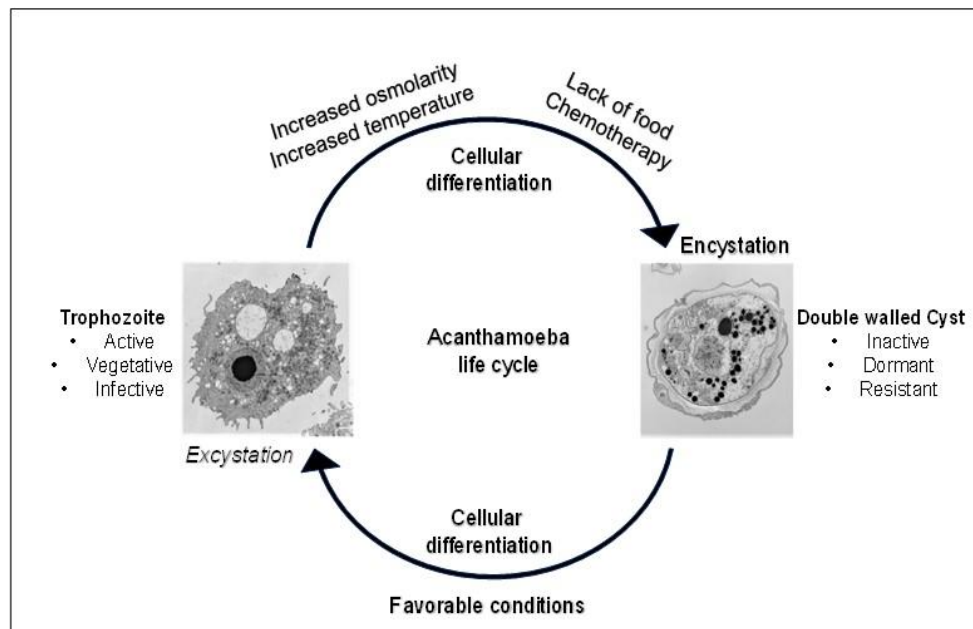 Increased osmolarity
Increased temperature
Lack of food
Chemotherapy
Cellular
differentiation
Encystation
Trophozoite
• Active
• Vegetative
• Infective
Acanthamoeba
life cycle
Double walled Cyst
• Inactive
• Dormant
• Resistant
Excystation
Cellular
differentiation
Favorable conditions